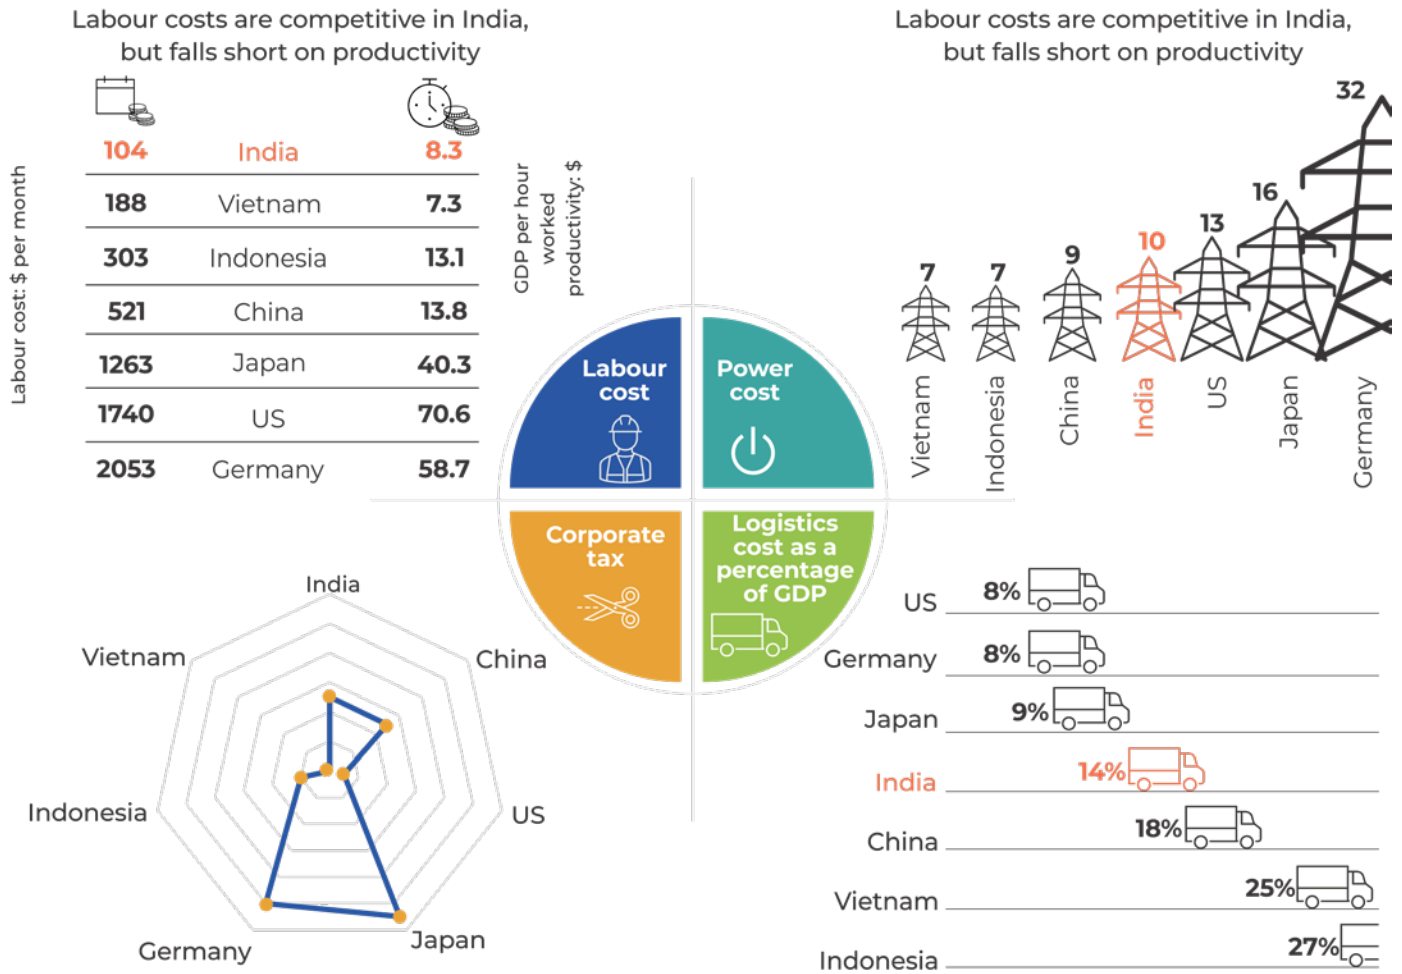 Labour costs are competitive in India,
but falls short on productivity
Labour cost: $ per month
104 India 8.3
188 Vietnam 7.3
303 Indonesia 13.1
521 China 13.8
1263 Japan 40.3
1740 US 70.6
2053 Germany 58.7
GDP per hour
worked
productivity: $
Labour costs are competitive in India,
but falls short on productivity
7 7 9 10 13 16 32
Vietnam
Indonesia
China
India
US
Japan
Germany
Labour
cost
Power
cost
Corporate
tax
Logistics
cost as a
percentage
of GDP
India
Vietnam
China
Indonesia
US
Germany
Japan
US 8%
Germany 8%
Japan 9%
India 14%
China 18%
Vietnam 25%
Indonesia 27%